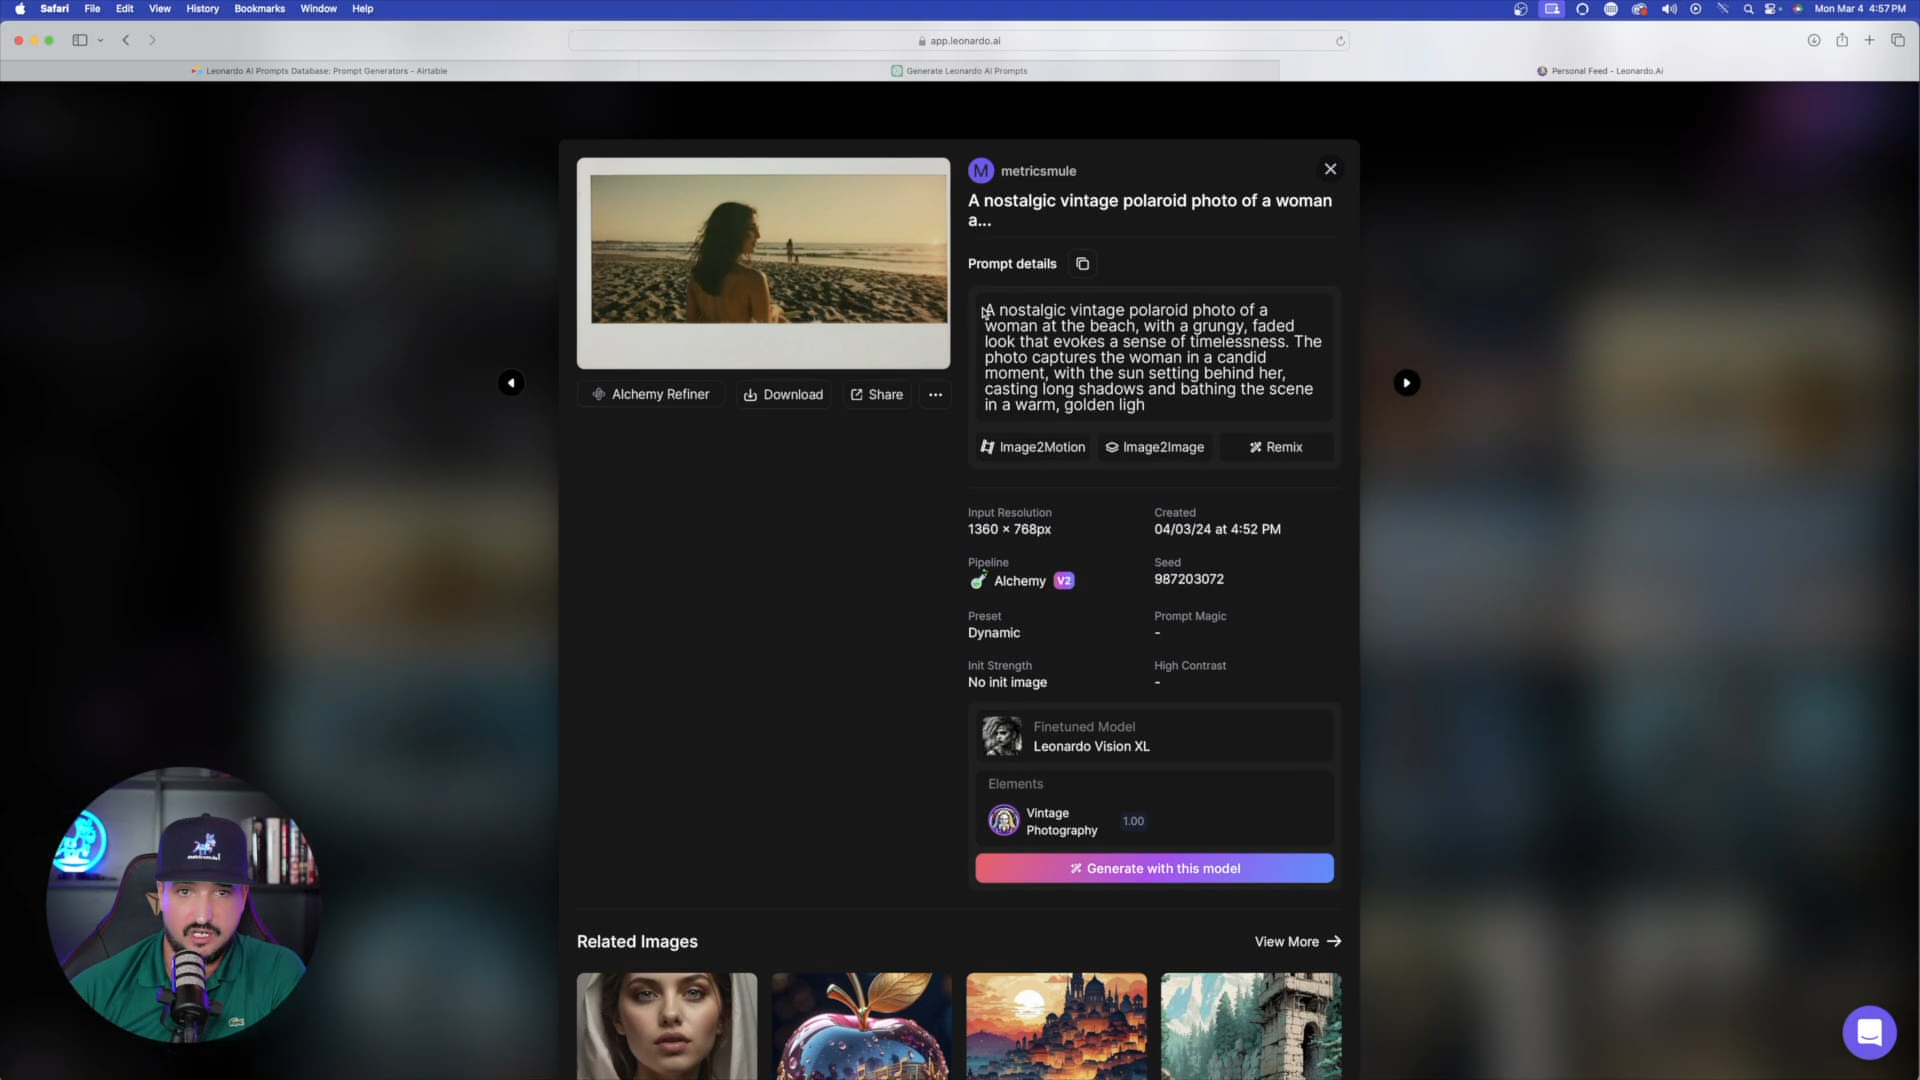 Safari File Edit View History Bookmarks Window Help Mon Mar 4 4:57 PM
app.leonardo.ai
Leonardo AI Prompts Database: Prompt Generators - Airtable
Generate Leonardo AI Prompts
Personal Feed - Leonardo.Ai
M metricsmule
A nostalgic vintage polaroid photo of a woman
a...
Prompt details
A nostalgic vintage polaroid photo of a
woman at the beach, with a grungy, faded
look that evokes a sense of timelessness. The
photo captures the woman in a candid
moment, with the sun setting behind her,
casting long shadows and bathing the scene
in a warm, golden ligh
Alchemy Refiner Download Share
Image2Motion Image2Image Remix
Input Resolution Created
1360 × 768px 04/03/24 at 4:52 PM
Pipeline Seed
Alchemy V2 987203072
Preset Prompt Magic
Dynamic -
Init Strength High Contrast
No init image -
Finetuned Model
Leonardo Vision XL
Elements
Vintage
Photography 1.00
Generate with this model
Related Images View More